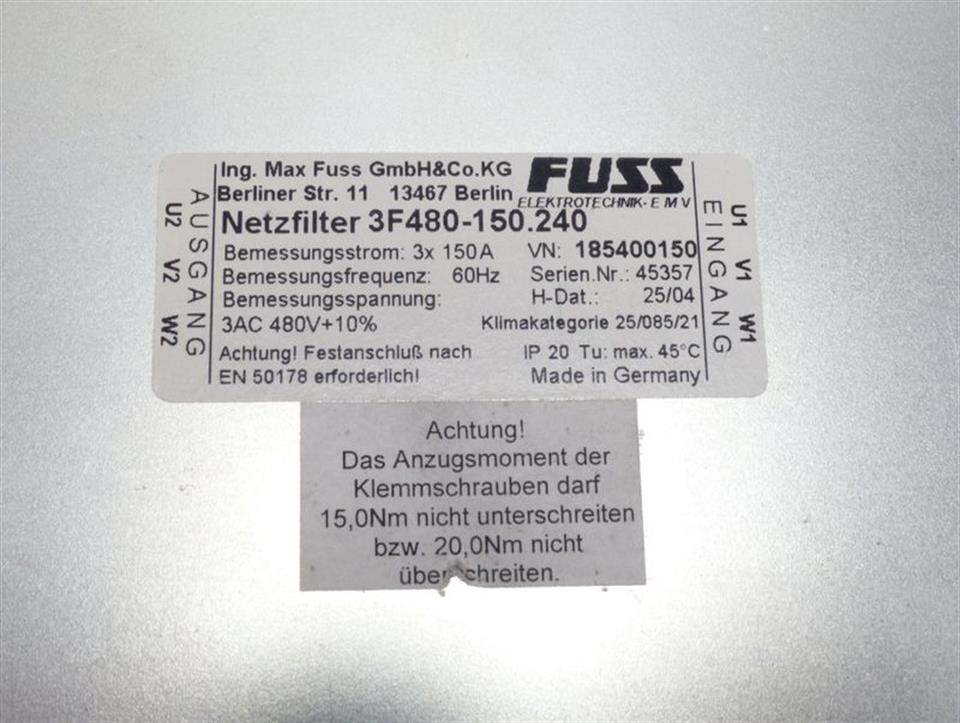 Ing. Max Fuss GmbH&Co.KG
Berliner Str. 11 13467 Berlin
FUSS
ELEKTROTECHNIK-EMV
Netzfilter 3F480-150.240
Bemessungsstrom: 3x 150A
VN: 185400150
Bemessungsfrequenz: 60Hz
Serien.Nr.: 45357
Bemessungsspannung:
H-Dat.: 25/04
3AC 480V+10%
Klimakategorie 25/085/21
Achtung! Festanschluß nach
IP 20 Tu: max. 45°C
EN 50178 erforderlich!
Made in Germany
AUSGANG
U2 V2 W2
EINGANG
U1 V1 W1
Achtung!
Das Anzugsmoment der
Klemmschrauben darf
15,0Nm nicht unterschreiten
bzw. 20,0Nm nicht
überschreiten.